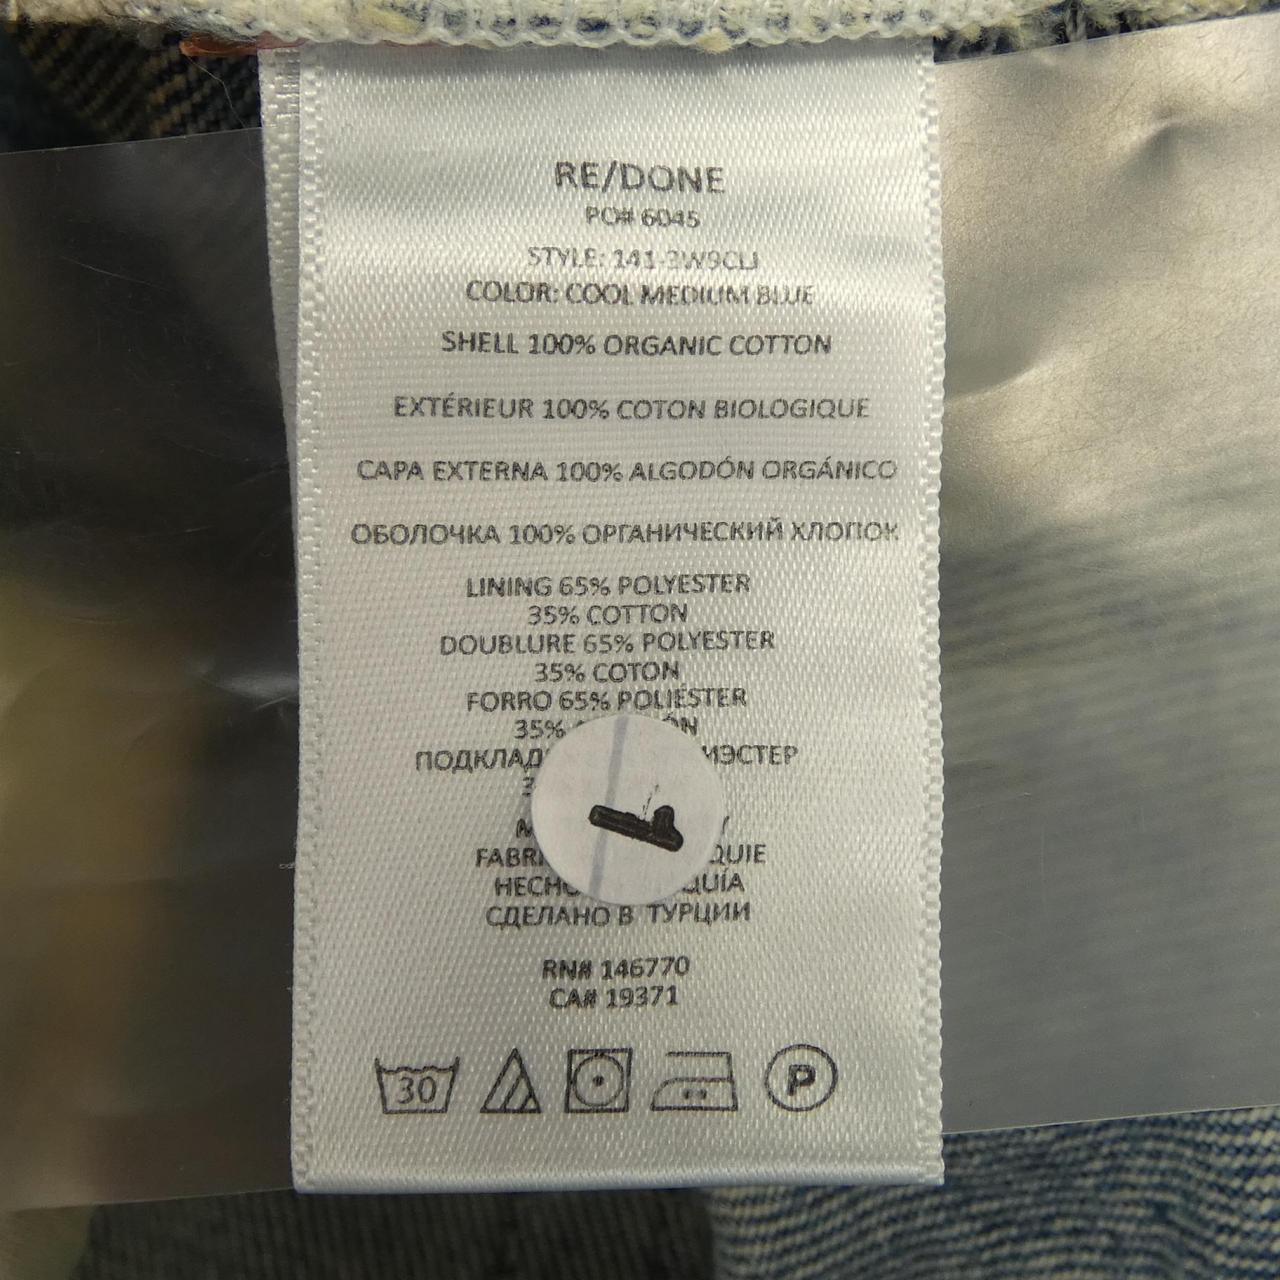 RE/DONE
PO# 6045
STYLE: 141-3W9CLJ
COLOR: COOL MEDIUM BLUE
SHELL 100% ORGANIC COTTON
EXTÉRIEUR 100% COTON BIOLOGIQUE
CAPA EXTERNA 100% ALGODÓN ORGÁNICO
ОБОЛОЧКА 100% ОРГАНИЧЕСКИЙ ХЛОПОК
LINING 65% POLYESTER
35% COTTON
DOUBLURE 65% POLYESTER
35% COTON
FORRO 65% POLIÉSTER
35%
СДЕЛАНО В ТУРЦИИ
RN# 146770
CA# 19371
30
P